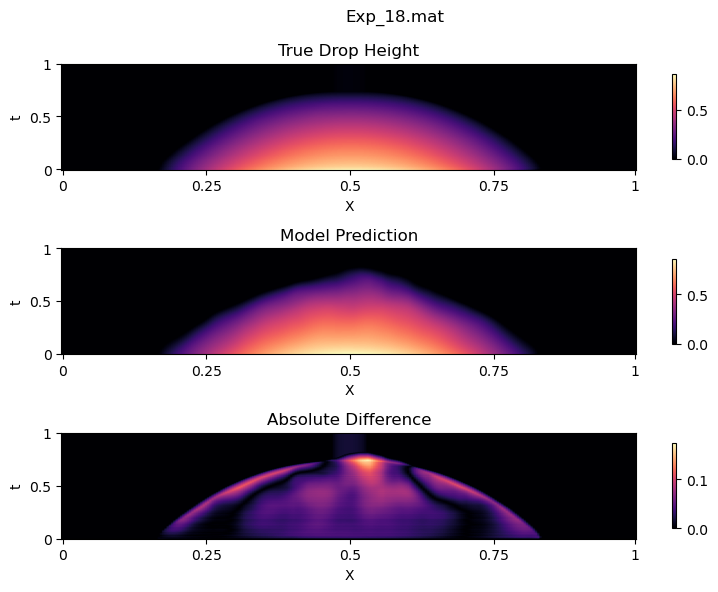 Exp_18.mat
True Drop Height
1
0.5
0
t
0 0.25 0.5 0.75 1
X
0.5
0.0
Model Prediction
1
0.5
0
t
0 0.25 0.5 0.75 1
X
0.5
0.0
Absolute Difference
1
0.5
0
t
0 0.25 0.5 0.75 1
X
0.1
0.0